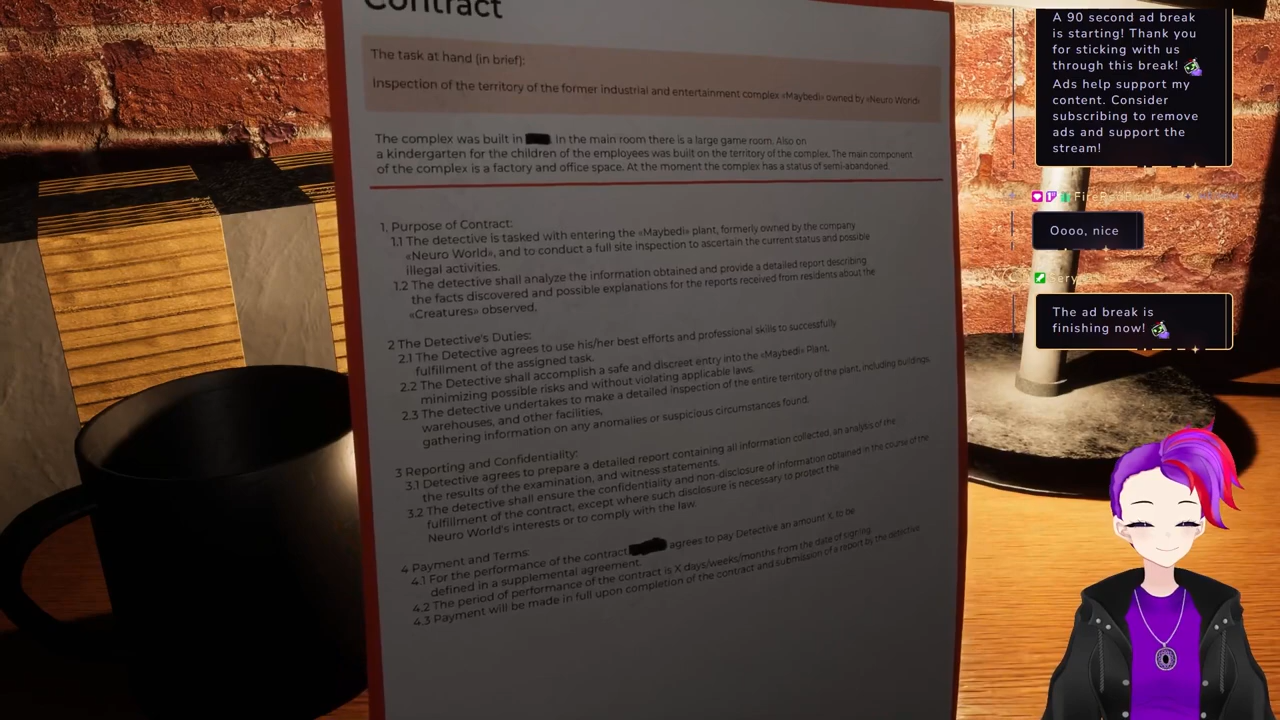 Contract
The task at hand (in brief):
Inspection of the territory of the former industrial and entertainment complex «Maybedi» owned by «Neuro World»
The complex was built in . In the main room there is a large game room. Also on
a kindergarten for the children of the employees was built on the territory of the complex. The main component
of the complex is a factory and office space. At the moment the complex has a status of semi-abandoned.
1. Purpose of Contract:
1.1 The detective is tasked with entering the «Maybedi» plant, formerly owned by the company
«Neuro World», and to conduct a full site inspection to ascertain the current status and possible
illegal activities.
1.2 The detective shall analyze the information obtained and provide a detailed report describing
the facts discovered and possible explanations for the reports received from residents about the
«Creatures» observed.
2 The Detective's Duties:
2.1 The Detective agrees to use his/her best efforts and professional skills to successfully
fulfillment of the assigned task.
2.2 The Detective shall accomplish a safe and discreet entry into the «Maybedi» Plant,
minimizing possible risks and without violating applicable laws.
2.3 The detective undertakes to make a detailed inspection of the entire territory of the plant, including buildings,
warehouses, and other facilities,
gathering information on any anomalies or suspicious circumstances found.
3 Reporting and Confidentiality:
3.1 Detective agrees to prepare a detailed report containing all information collected, an analysis of the
the results of the examination, and witness statements.
3.2 The detective shall ensure the confidentiality and non-disclosure of information obtained in the course of the
fulfillment of the contract, except where such disclosure is necessary to protect the
Neuro World's interests or to comply with the law.
4 Payment and Terms:
4.1 For the performance of the contract, agrees to pay Detective an amount X, to be
defined in a supplemental agreement.
4.2 The period of performance of the contract is X days/weeks/months from the date of signing.
4.3 Payment will be made in full upon completion of the contract and submission of a report by the detective
A 90 second ad break
is starting! Thank you
for sticking with us
through this break!
Ads help support my
content. Consider
subscribing to remove
ads and support the
stream!
Oooo, nice
The ad break is
finishing now!